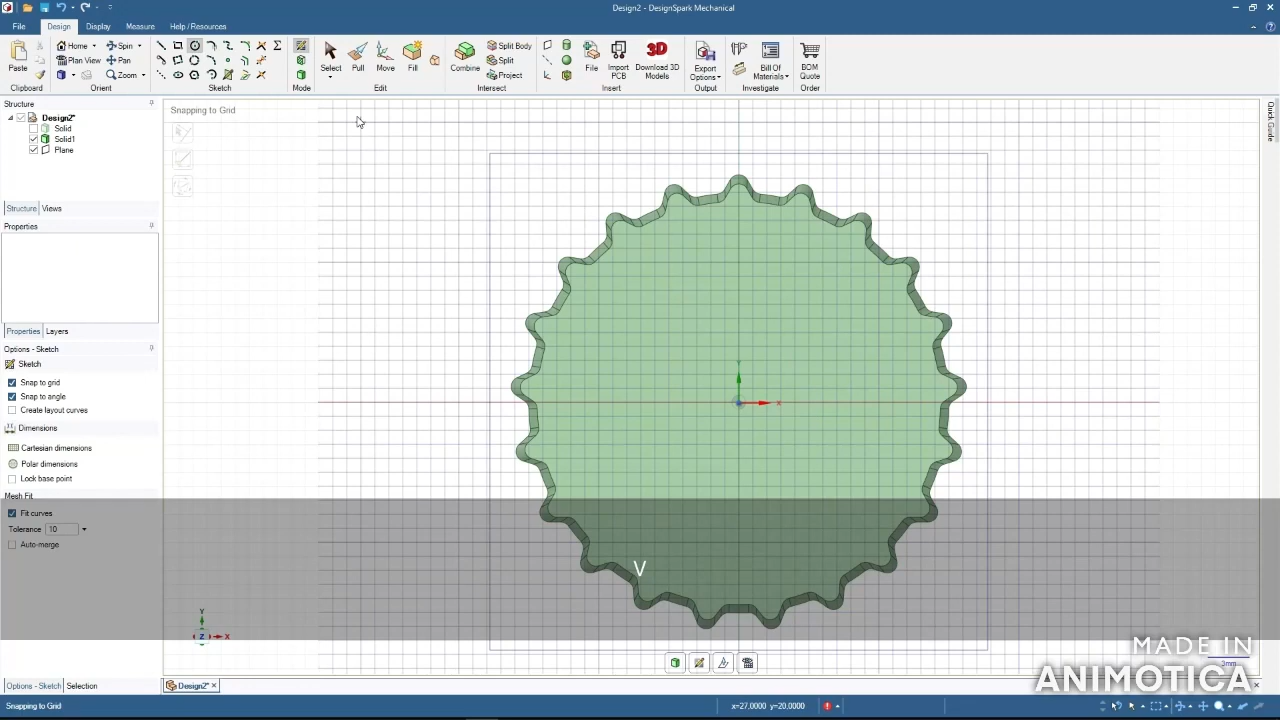 Design2 - DesignSpark Mechanical
File Design Display Measure Help / Resources
Paste
Home Spin
Plan View Pan
Zoom
Select Pull Move Fill
Combine
Split Body
Split
Project
File
Import PCB
Download 3D Models
3D
Export Options
Bill Of Materials
BOM Quote
Clipboard Orient Sketch Mode Edit Intersect Insert Output Investigate Order
Structure
Design2*
Solid
Solid1
Plane
Structure Views
Properties
Properties Layers
Options - Sketch
Sketch
Snap to grid
Snap to angle
Create layout curves
Dimensions
Cartesian dimensions
Polar dimensions
Lock base point
Mesh Fit
Fit curves
Tolerance 10
Auto-merge
Options - Sketch Selection
Snapping to Grid
Quick Guide
Y
X
V
Y
Z X
3mm
MADE IN
ANIMOTICA
Design2*
Snapping to Grid
x=27.0000 y=20.0000